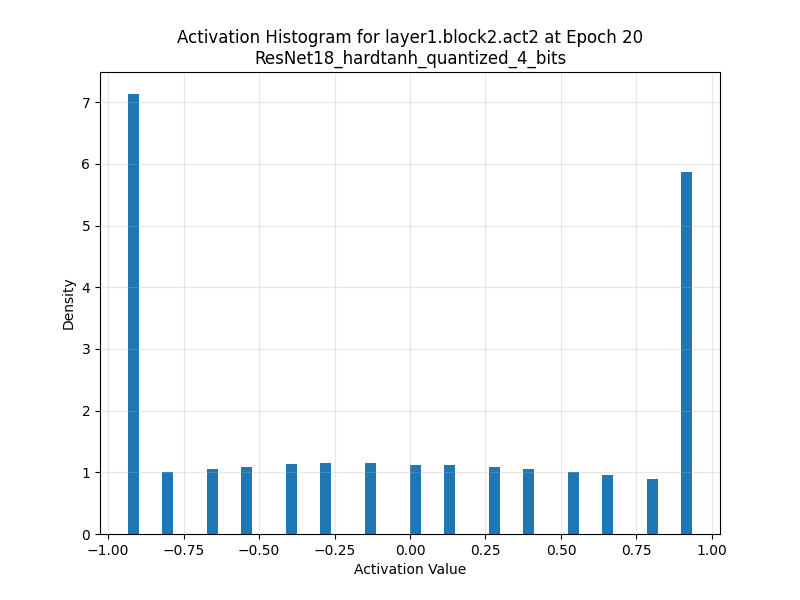 Activation Histogram for layer1.block2.act2 at Epoch 20
ResNet18_hardtanh_quantized_4_bits
Density
7
6
5
4
3
2
1
0
−1.00 −0.75 −0.50 −0.25 0.00 0.25 0.50 0.75 1.00
Activation Value